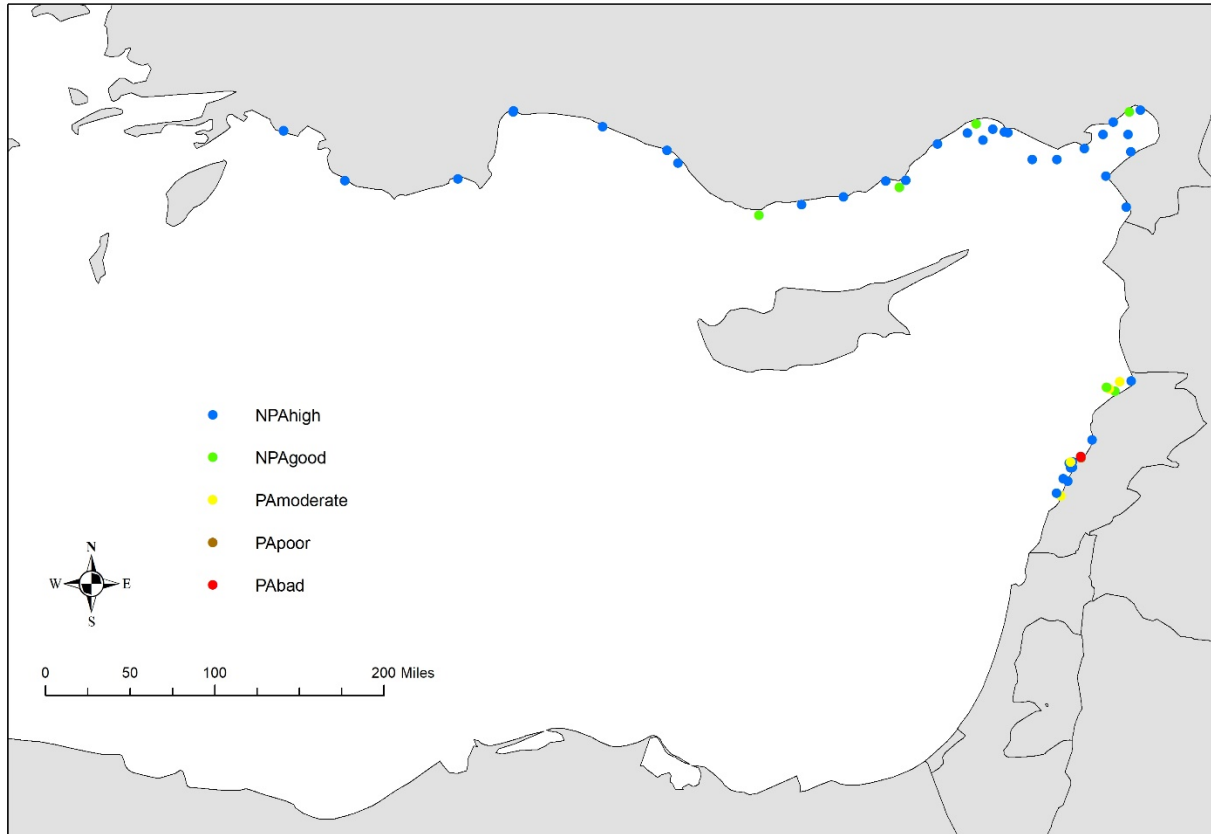 NPAhigh
NPAgood
PAmoderate
PApoor
PAbad
N
W E
S
0 50 100 200 Miles